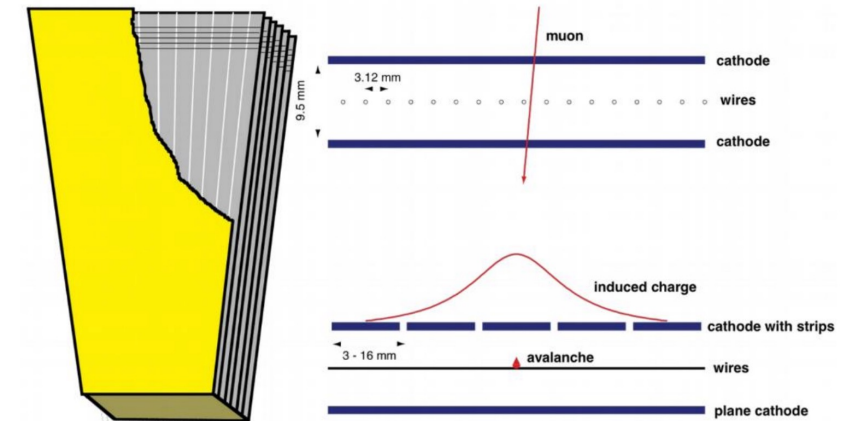 muon
cathode
3.12 mm
wires
9.5 mm
cathode
induced charge
cathode with strips
3 - 16 mm
avalanche
wires
plane cathode